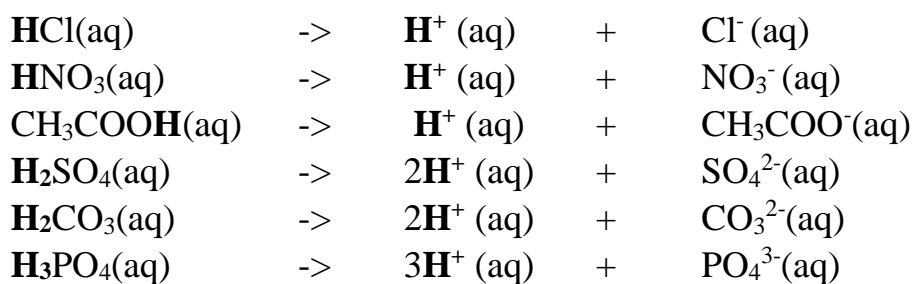 HCl(aq) -> H⁺ (aq) + Cl⁻ (aq)
HNO₃(aq) -> H⁺ (aq) + NO₃⁻ (aq)
CH₃COOH(aq) -> H⁺ (aq) + CH₃COO⁻(aq)
H₂SO₄(aq) -> 2H⁺ (aq) + SO₄²⁻(aq)
H₂CO₃(aq) -> 2H⁺ (aq) + CO₃²⁻(aq)
H₃PO₄(aq) -> 3H⁺ (aq) + PO₄³⁻(aq)